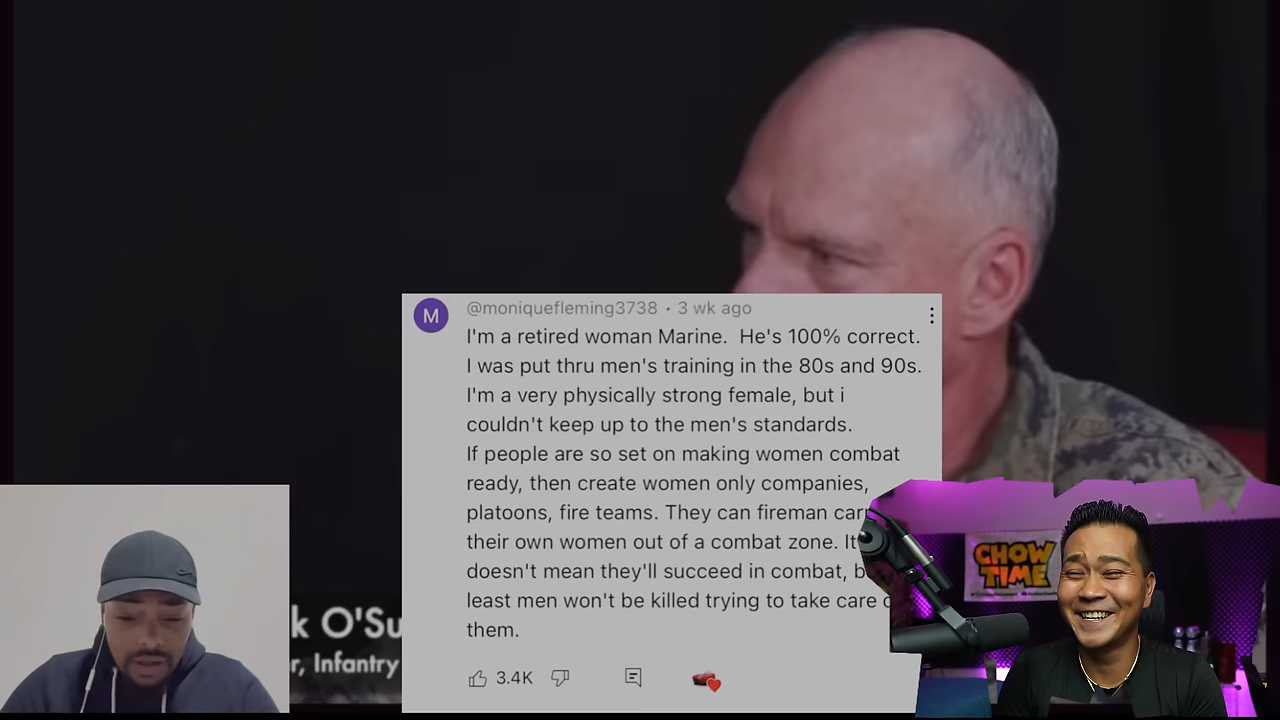 M
@moniquefleming3738 • 3 wk ago
I'm a retired woman Marine. He's 100% correct.
I was put thru men's training in the 80s and 90s.
I'm a very physically strong female, but i
couldn't keep up to the men's standards.
If people are so set on making women combat
ready, then create women only companies,
platoons, fire teams. They can fireman
their own women out of a combat zone.
doesn't mean they'll succeed in combat,
least men won't be killed trying to take care
them.
3.4K
CHOW
TIME
k O'Su
r, Infantry